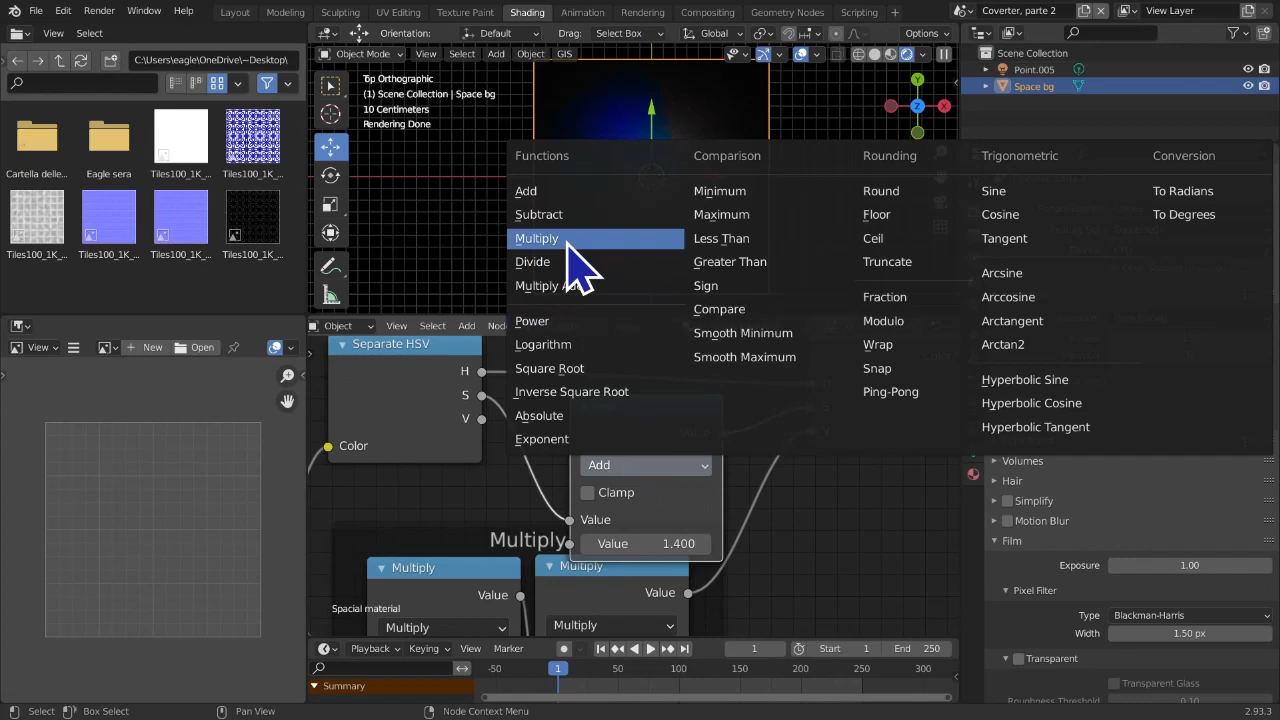 File Edit Render Window Help Layout Modeling Sculpting UV Editing Texture Paint Shading Animation Rendering Compositing Geometry Nodes Scripting + Coverter, parte 2 View Layer
View Select
Orientation: Default Drag: Select Box Global Options
Object Mode View Select Add Object GIS
Scene Collection
Point.005
Space bg
C:\Users\eagle\OneDrive\~Desktop\
Top Orthographic
(1) Scene Collection | Space bg
10 Centimeters
Rendering Done
Y
X
Z
Cartella delle...
Eagle sera
Tiles100_1K_...
Tiles100_1K_...
Tiles100_1K_...
Tiles100_1K_...
Tiles100_1K_...
Tiles100_1K_...
Functions
Add
Subtract
Multiply
Divide
Multiply Ad
Power
Logarithm
Square Root
Inverse Square Root
Absolute
Exponent
Comparison
Minimum
Maximum
Less Than
Greater Than
Sign
Compare
Smooth Minimum
Smooth Maximum
Rounding
Round
Floor
Ceil
Truncate
Fraction
Modulo
Wrap
Snap
Ping-Pong
Trigonometric
Sine
Cosine
Tangent
Arcsine
Arccosine
Arctangent
Arctan2
Hyperbolic Sine
Hyperbolic Cosine
Hyperbolic Tangent
Conversion
To Radians
To Degrees
View + New Open
Object View Select Add Nod
Separate HSV
H
S
V
Color
Add
Clamp
Value
Value 1.400
Multiply
Multiply
Value
Multiply
Multiply
Value
Multiply
Spacial material
Volumes
Hair
Simplify
Motion Blur
Film
Exposure 1.00
Pixel Filter
Type Blackman-Harris
Width 1.50 px
Transparent
Transparent Glass
Roughness Threshold 0.10
Playback Keying View Marker 1 Start 1 End 250
-50 1 50 100 150 200 250 300
Summary
Select Box Select Pan View Node Context Menu 2.93.3